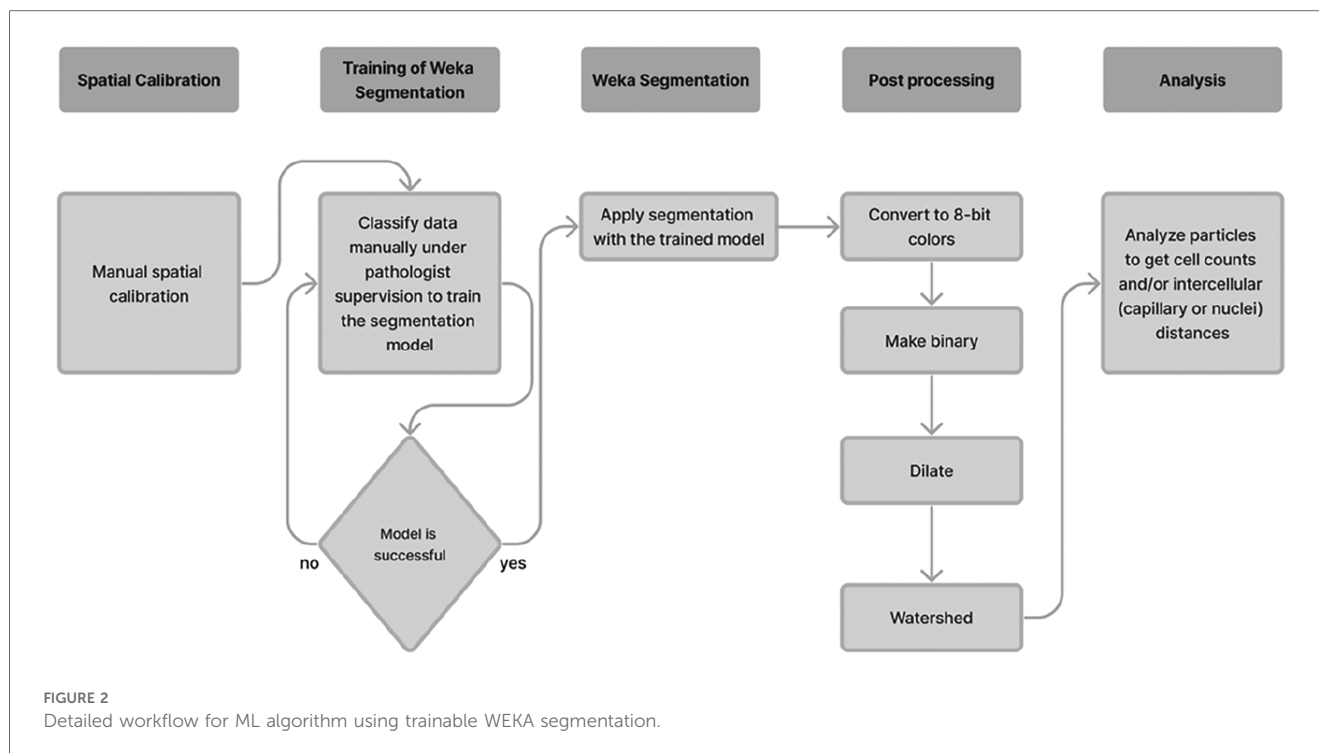 Spatial Calibration
Training of Weka
Segmentation
Weka Segmentation
Post processing
Analysis
Manual spatial
calibration
Classify data
manually under
pathologist
supervision to train
the segmentation
model
Model is
successful
no
yes
Apply segmentation
with the trained model
Convert to 8-bit
colors
Make binary
Dilate
Watershed
Analyze particles
to get cell counts
and/or intercellular
(capillary or nuclei)
distances
FIGURE 2
Detailed workflow for ML algorithm using trainable WEKA segmentation.